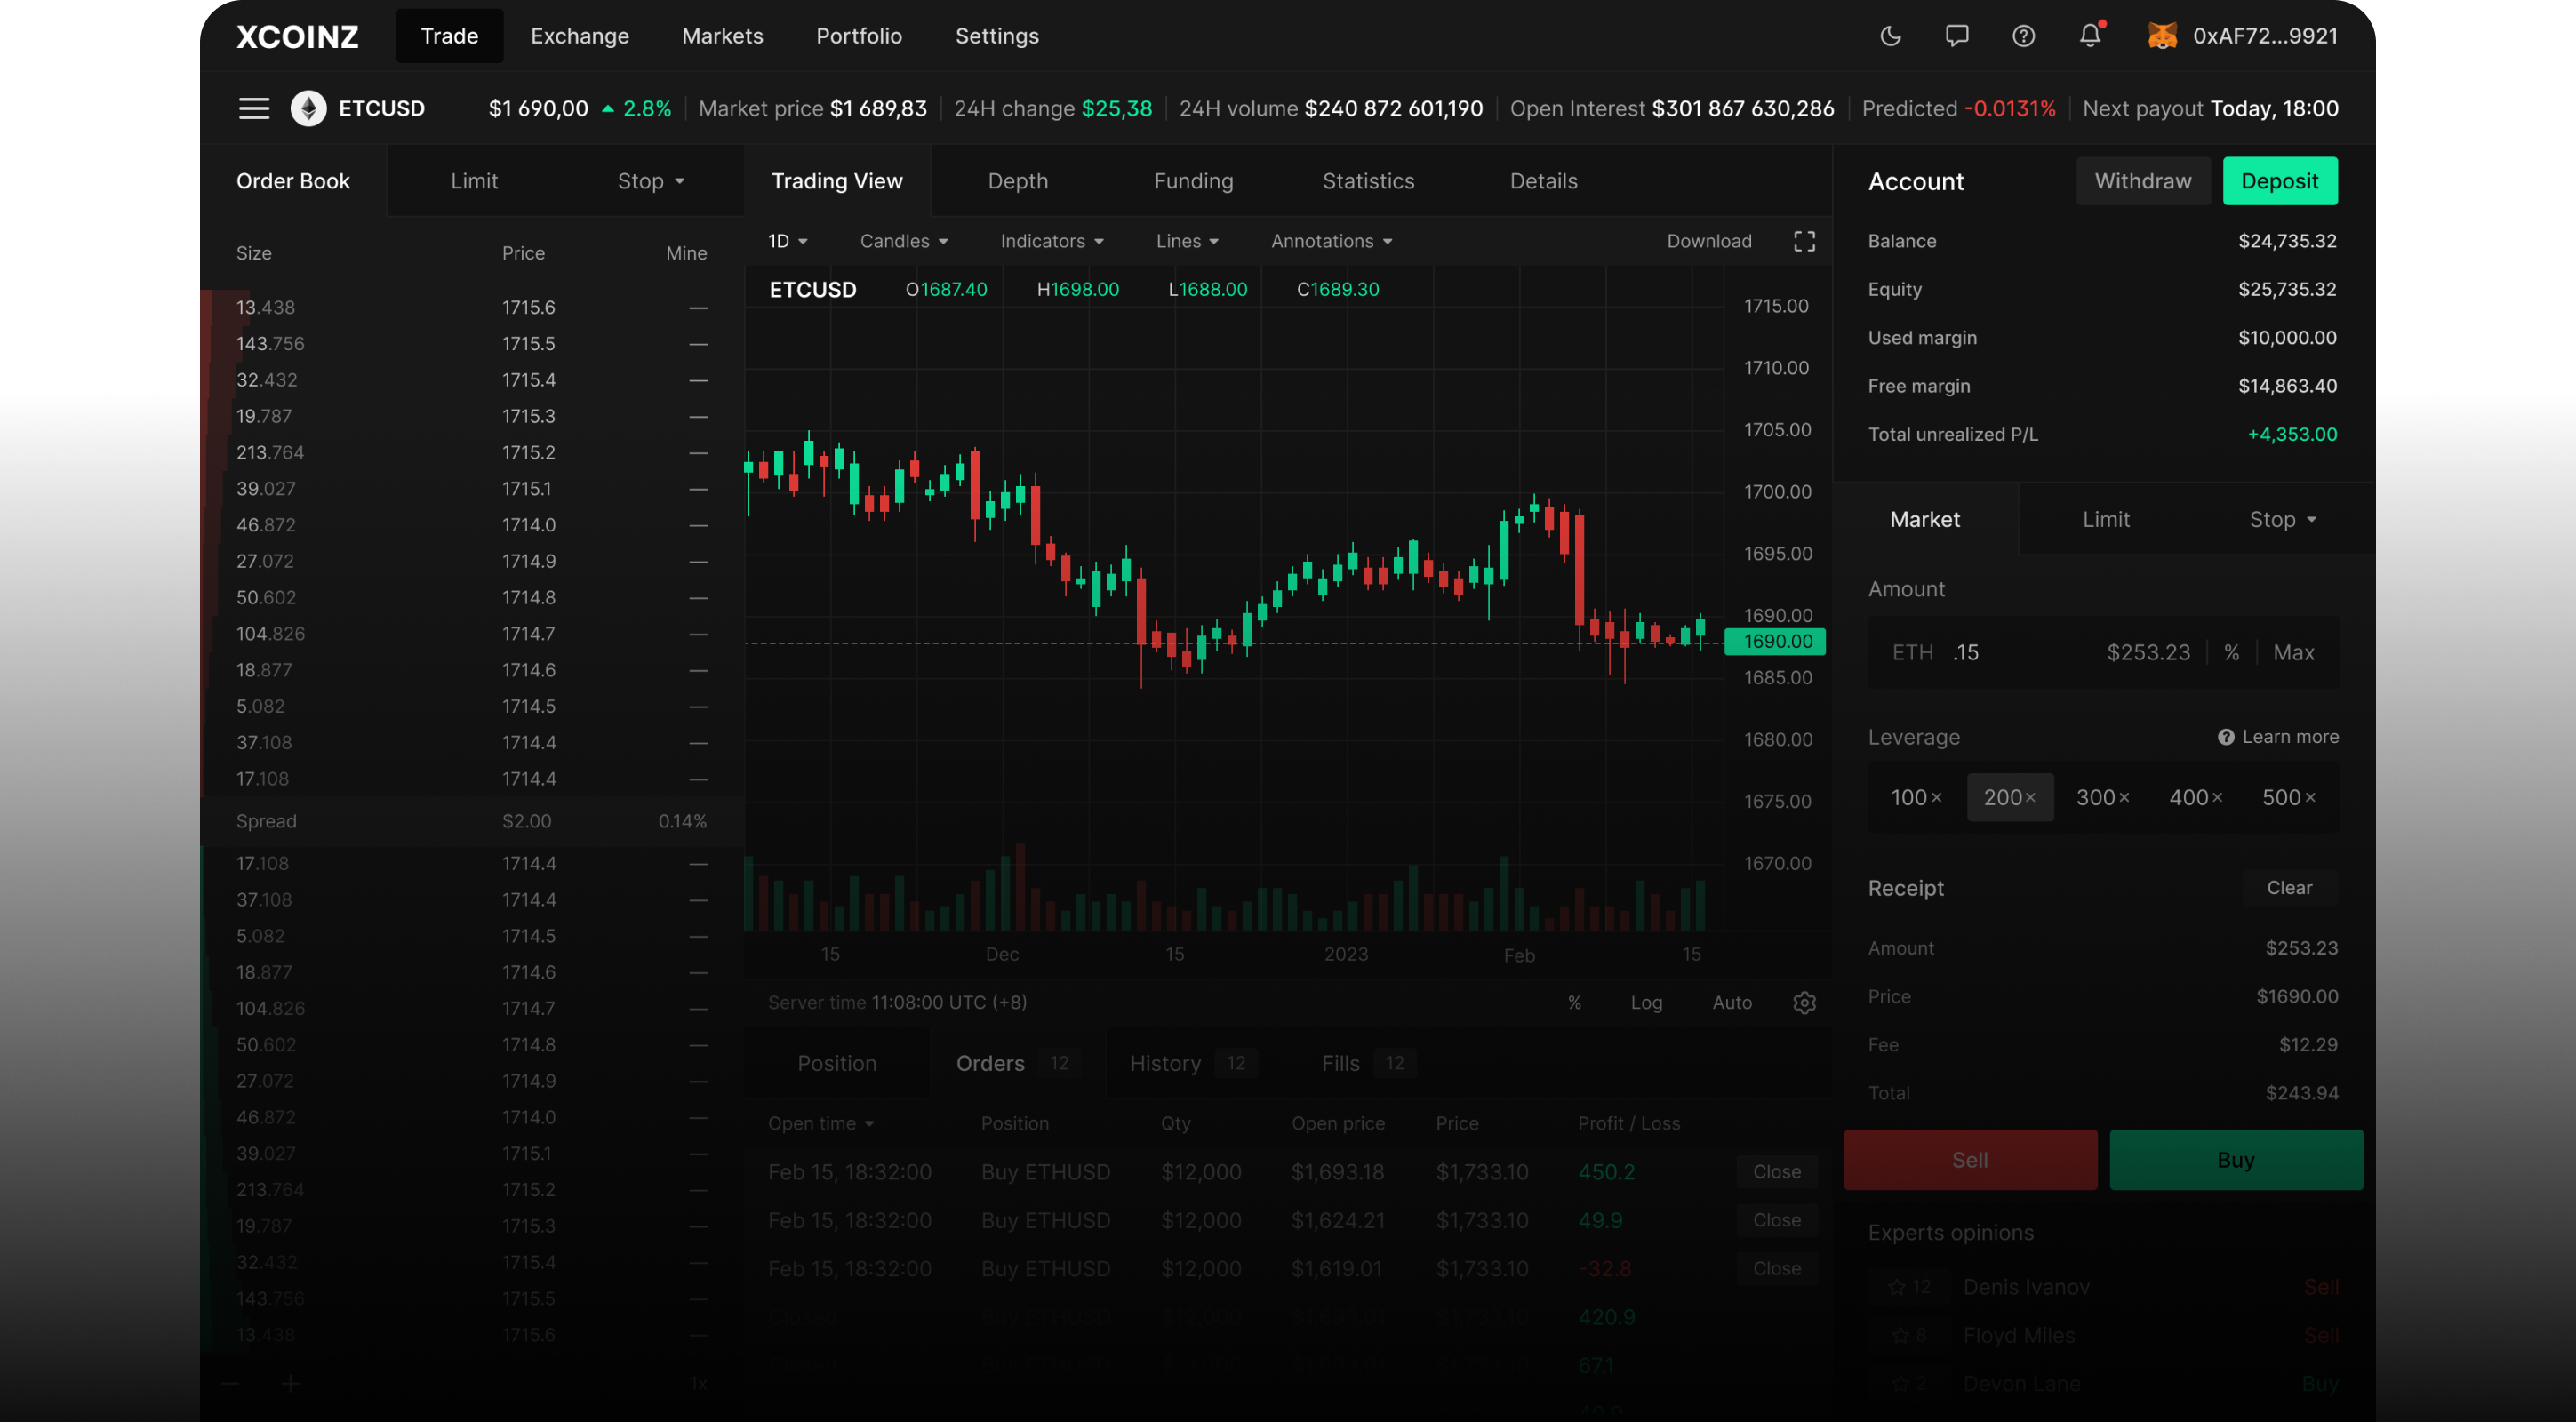 XCOINZ Trade Exchange Markets Portfolio Settings 0xAF72...9921
ETCUSD $1 690,00 2.8% Market price $1 689,83 24H change $25,38 24H volume $240 872 601,190 Open Interest $301 867 630,286 Predicted -0.0131% Next payout Today, 18:00
Order Book Limit Stop
Size Price Mine
13.438 1715.6 —
143.756 1715.5 —
32.432 1715.4 —
19.787 1715.3 —
213.764 1715.2 —
39.027 1715.1 —
46.872 1714.0 —
27.072 1714.9 —
50.602 1714.8 —
104.826 1714.7 —
18.877 1714.6 —
5.082 1714.5 —
37.108 1714.4 —
17.108 1714.4 —
Spread $2.00 0.14%
17.108 1714.4 —
37.108 1714.4 —
5.082 1714.5 —
18.877 1714.6 —
104.826 1714.7 —
50.602 1714.8 —
27.072 1714.9 —
46.872 1714.0 —
39.027 1715.1 —
213.764 1715.2 —
19.787 1715.3 —
32.432 1715.4 —
143.756 1715.5 —
13.438 1715.6 —
1x
Trading View Depth Funding Statistics Details
1D Candles Indicators Lines Annotations Download
ETCUSD O1687.40 H1698.00 L1688.00 C1689.30
1715.00
1710.00
1705.00
1700.00
1695.00
1690.00
1690.00
1685.00
1680.00
1675.00
1670.00
15 Dec 15 2023 Feb 15
Server time 11:08:00 UTC (+8) % Log Auto
Position Orders 12 History 12 Fills 12
Open time Position Qty Open price Price Profit / Loss
Feb 15, 18:32:00 Buy ETHUSD $12,000 $1,693.18 $1,733.10 450.2 Close
Feb 15, 18:32:00 Buy ETHUSD $12,000 $1,624.21 $1,733.10 49.9 Close
Feb 15, 18:32:00 Buy ETHUSD $12,000 $1,619.01 $1,733.10 -32.8 Close
420.9
67.1
Account Withdraw Deposit
Balance $24,735.32
Equity $25,735.32
Used margin $10,000.00
Free margin $14,863.40
Total unrealized P/L +4,353.00
Market Limit Stop
Amount
ETH .15 $253.23 % Max
Leverage Learn more
100× 200× 300× 400× 500×
Receipt Clear
Amount $253.23
Price $1690.00
Fee $12.29
Total $243.94
Sell Buy
Experts opinions
12 Denis Ivanov Sell
8 Floyd Miles Sell
2 Devon Lane Buy